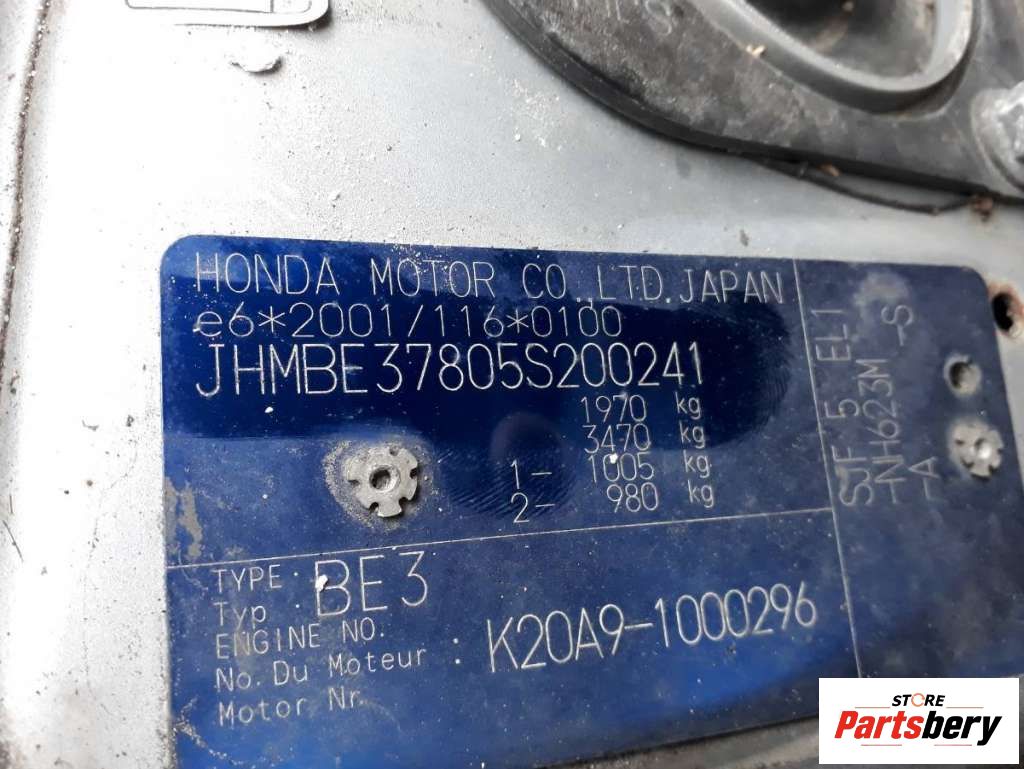 HONDA MOTOR CO.,LTD.JAPAN
e6*2001/116*0100
JHMBE37805S200241
1970 kg
3470 kg
1- 1005 kg
2- 980 kg
TYPE:
Typ : BE3
ENGINE NO.
No. Du Moteur : K20A9-1000296
Motor Nr.
SJF 5 EL1
-NH623M -S
-A
STORE
Partsbery